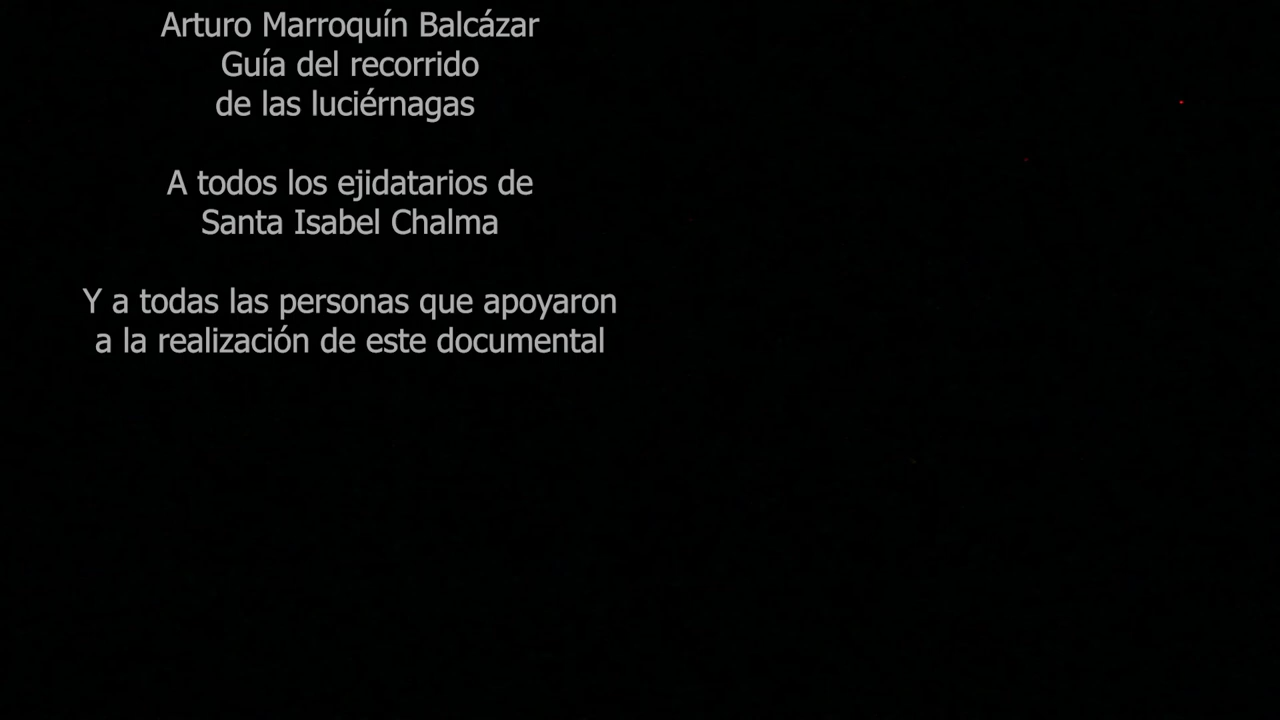 Arturo Marroquín Balcázar
Guía del recorrido
de las luciérnagas
A todos los ejidatarios de
Santa Isabel Chalma
Y a todas las personas que apoyaron
a la realización de este documental